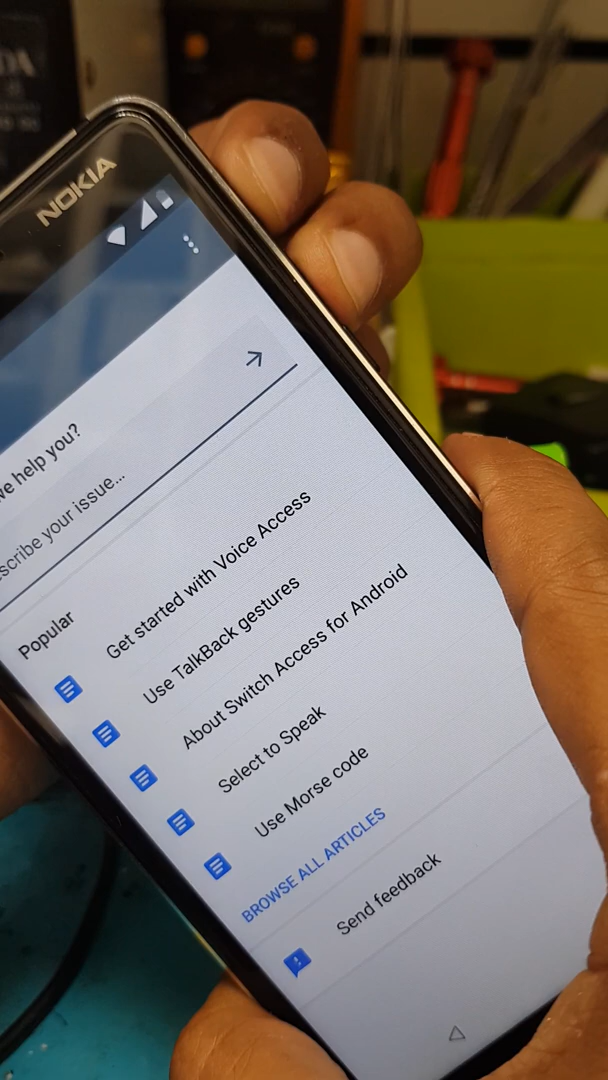 NOKIA
ve help you?
scribe your issue...
Popular
Get started with Voice Access
Use TalkBack gestures
About Switch Access for Android
Select to Speak
Use Morse code
BROWSE ALL ARTICLES
Send feedback